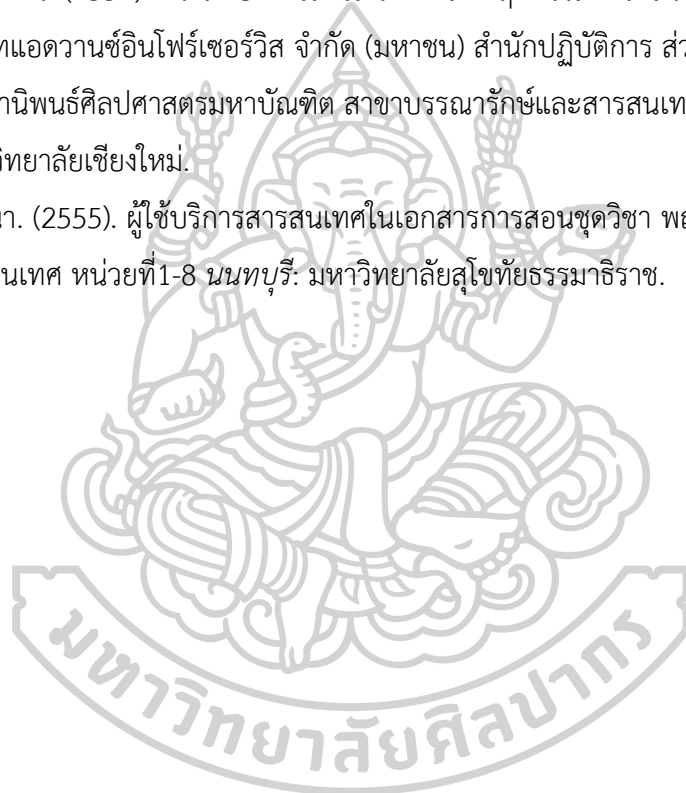 ทแอดวานซ์อินโฟร์เซอร์วิส จำกัด (มหาชน) สำนักปฏิบัติการ ส่ว
านิพนธ์ศิลปศาสตรมหาบัณฑิต สาขาบรรณารักษ์และสารสนเท
วิทยาลัยเชียงใหม่.
นา. (2555). ผู้ใช้บริการสารสนเทศในเอกสารการสอนชุดวิชา พฤ
นเทศ หน่วยที่1-8 นนทบุรี: มหาวิทยาลัยสุโขทัยธรรมาธิราช.
มหาวิทยาลัยศิลปากร